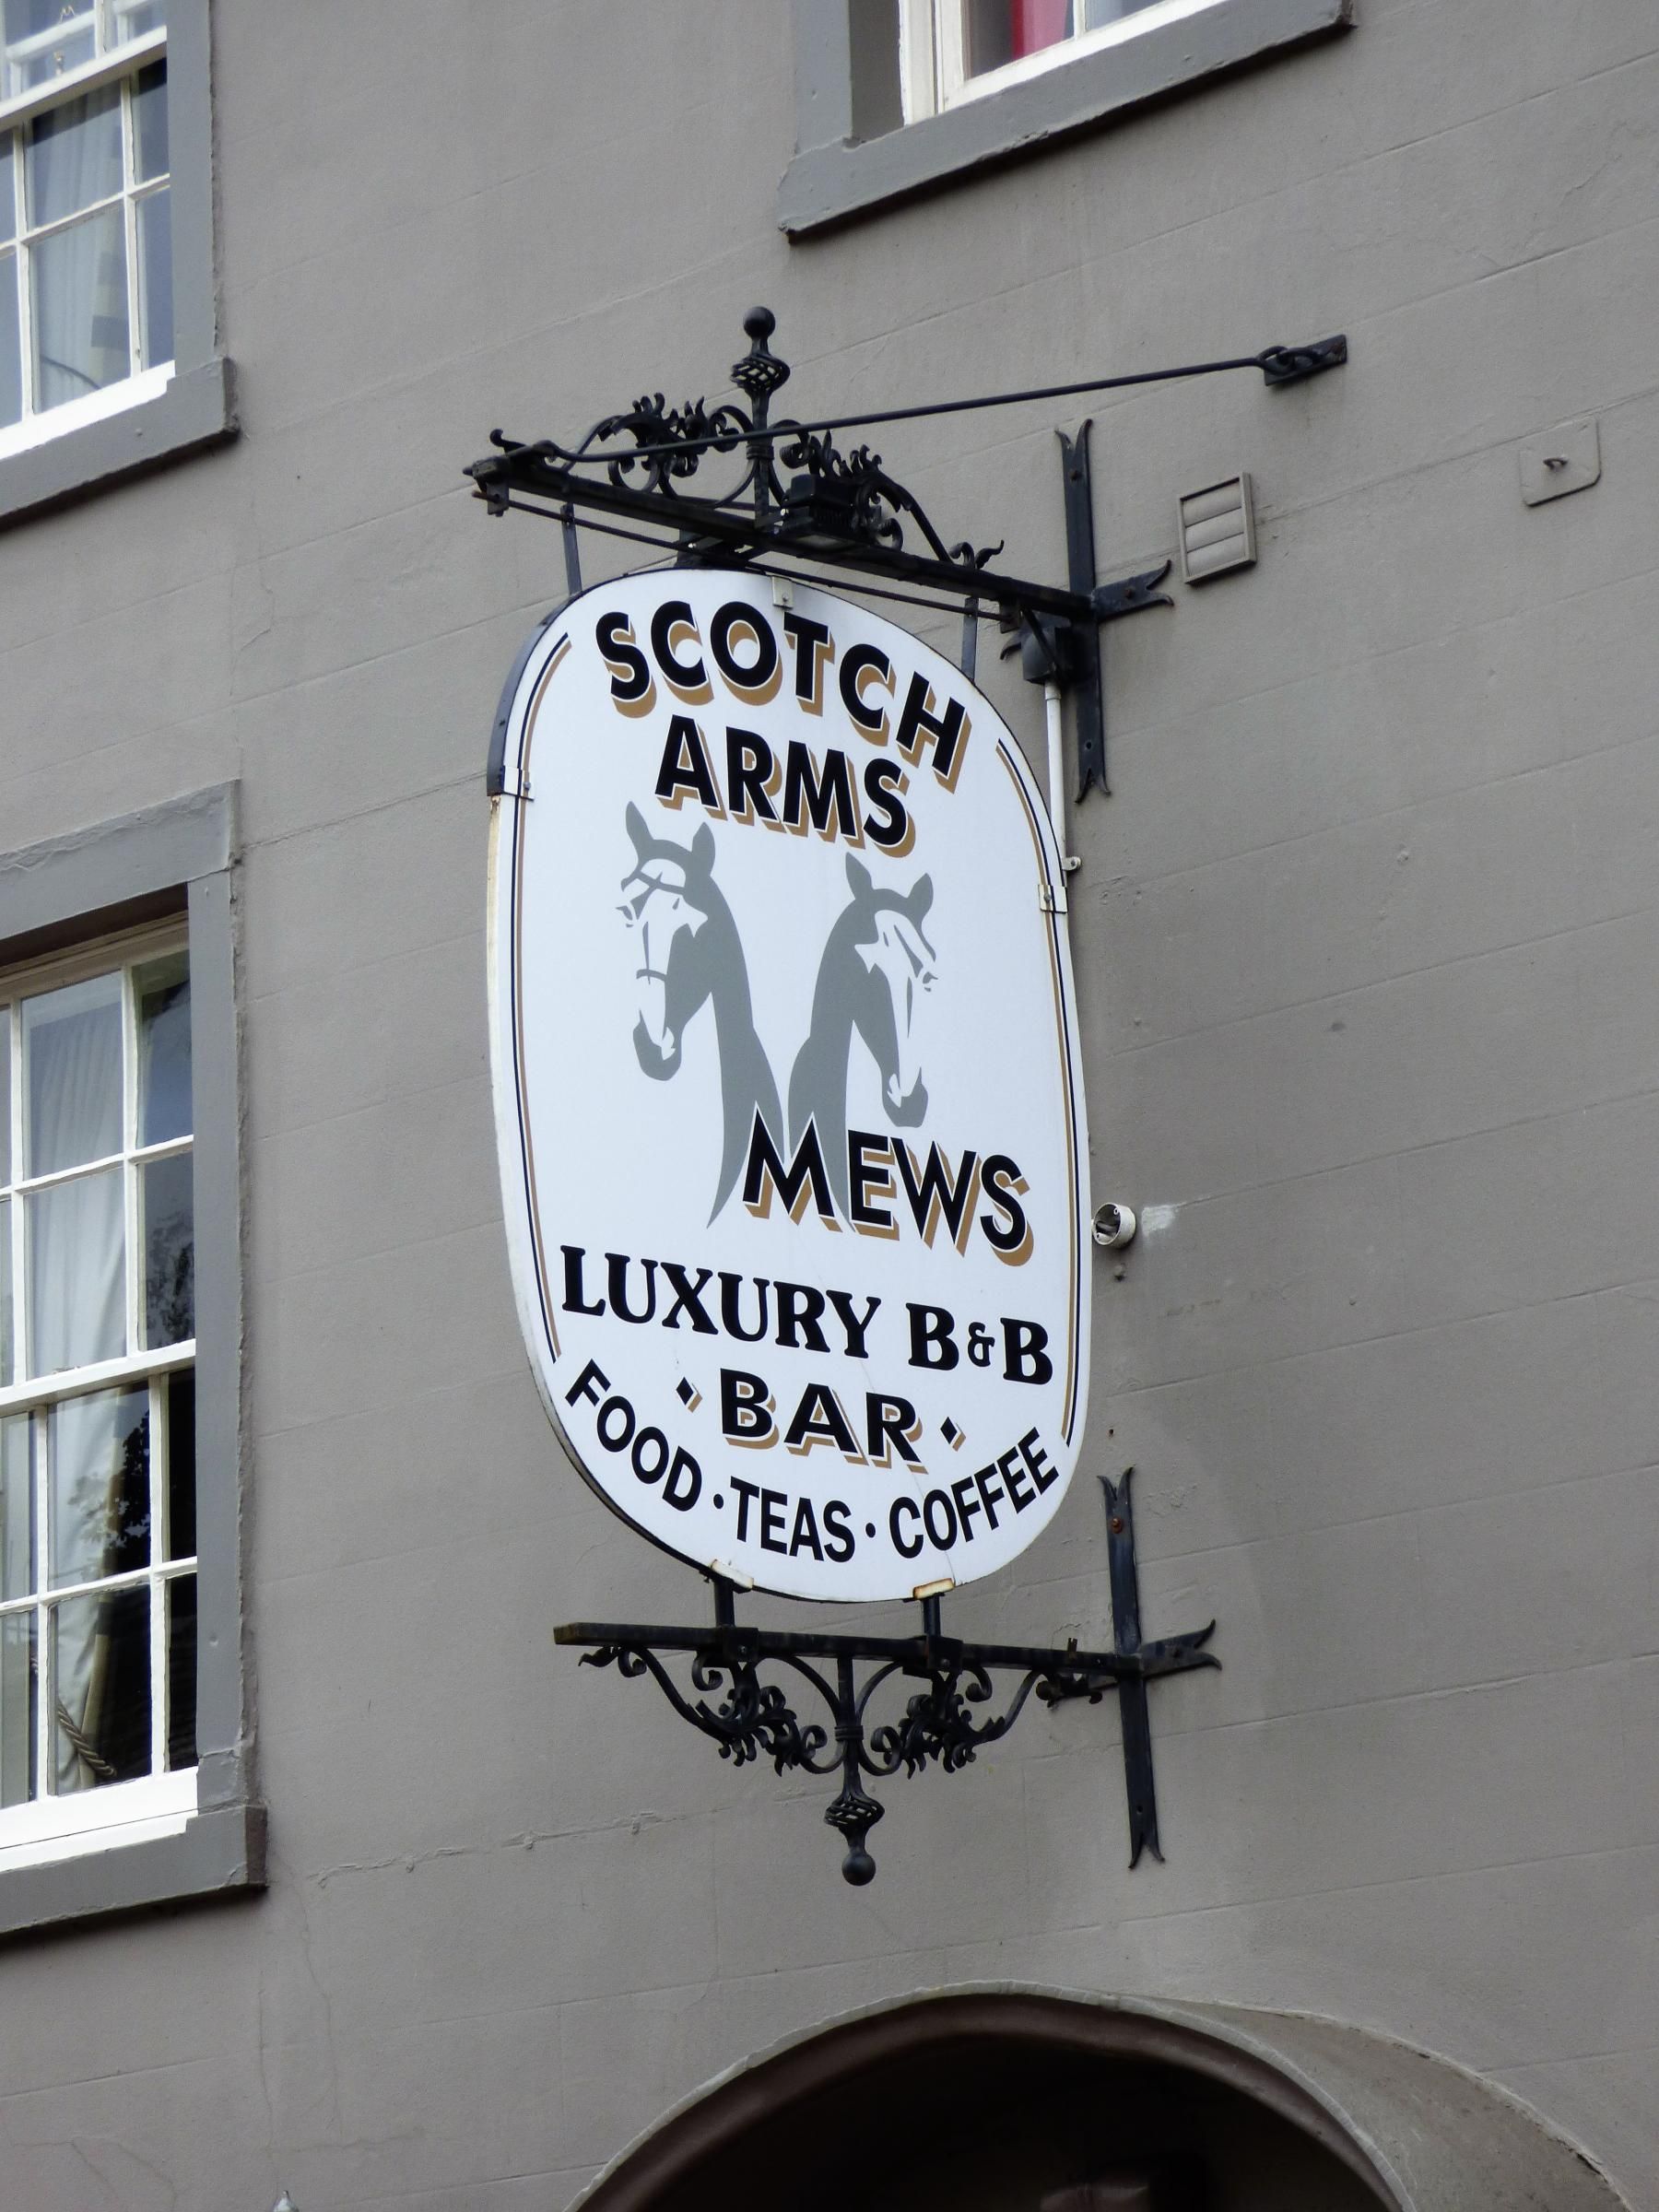 SCOTCH
ARMS
MEWS
LUXURY B&B
· BAR ·
FOOD · TEAS · COFFEE